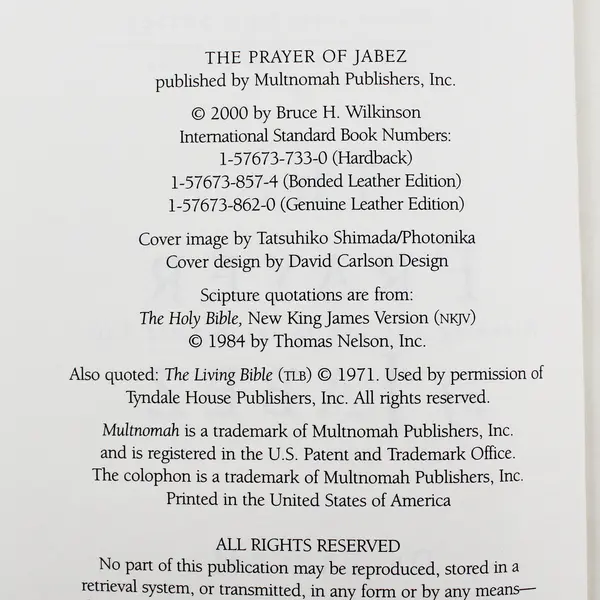 THE PRAYER OF JABEZ
published by Multnomah Publishers, Inc.
© 2000 by Bruce H. Wilkinson
International Standard Book Numbers:
1-57673-733-0 (Hardback)
1-57673-857-4 (Bonded Leather Edition)
1-57673-862-0 (Genuine Leather Edition)
Cover image by Tatsuhiko Shimada/Photonika
Cover design by David Carlson Design
Scipture quotations are from:
The Holy Bible, New King James Version (NKJV)
© 1984 by Thomas Nelson, Inc.
Also quoted: The Living Bible (TLB) © 1971. Used by permission of
Tyndale House Publishers, Inc. All rights reserved.
Multnomah is a trademark of Multnomah Publishers, Inc.
and is registered in the U.S. Patent and Trademark Office.
The colophon is a trademark of Multnomah Publishers, Inc.
Printed in the United States of America
ALL RIGHTS RESERVED
No part of this publication may be reproduced, stored in a
retrieval system, or transmitted, in any form or by any means—